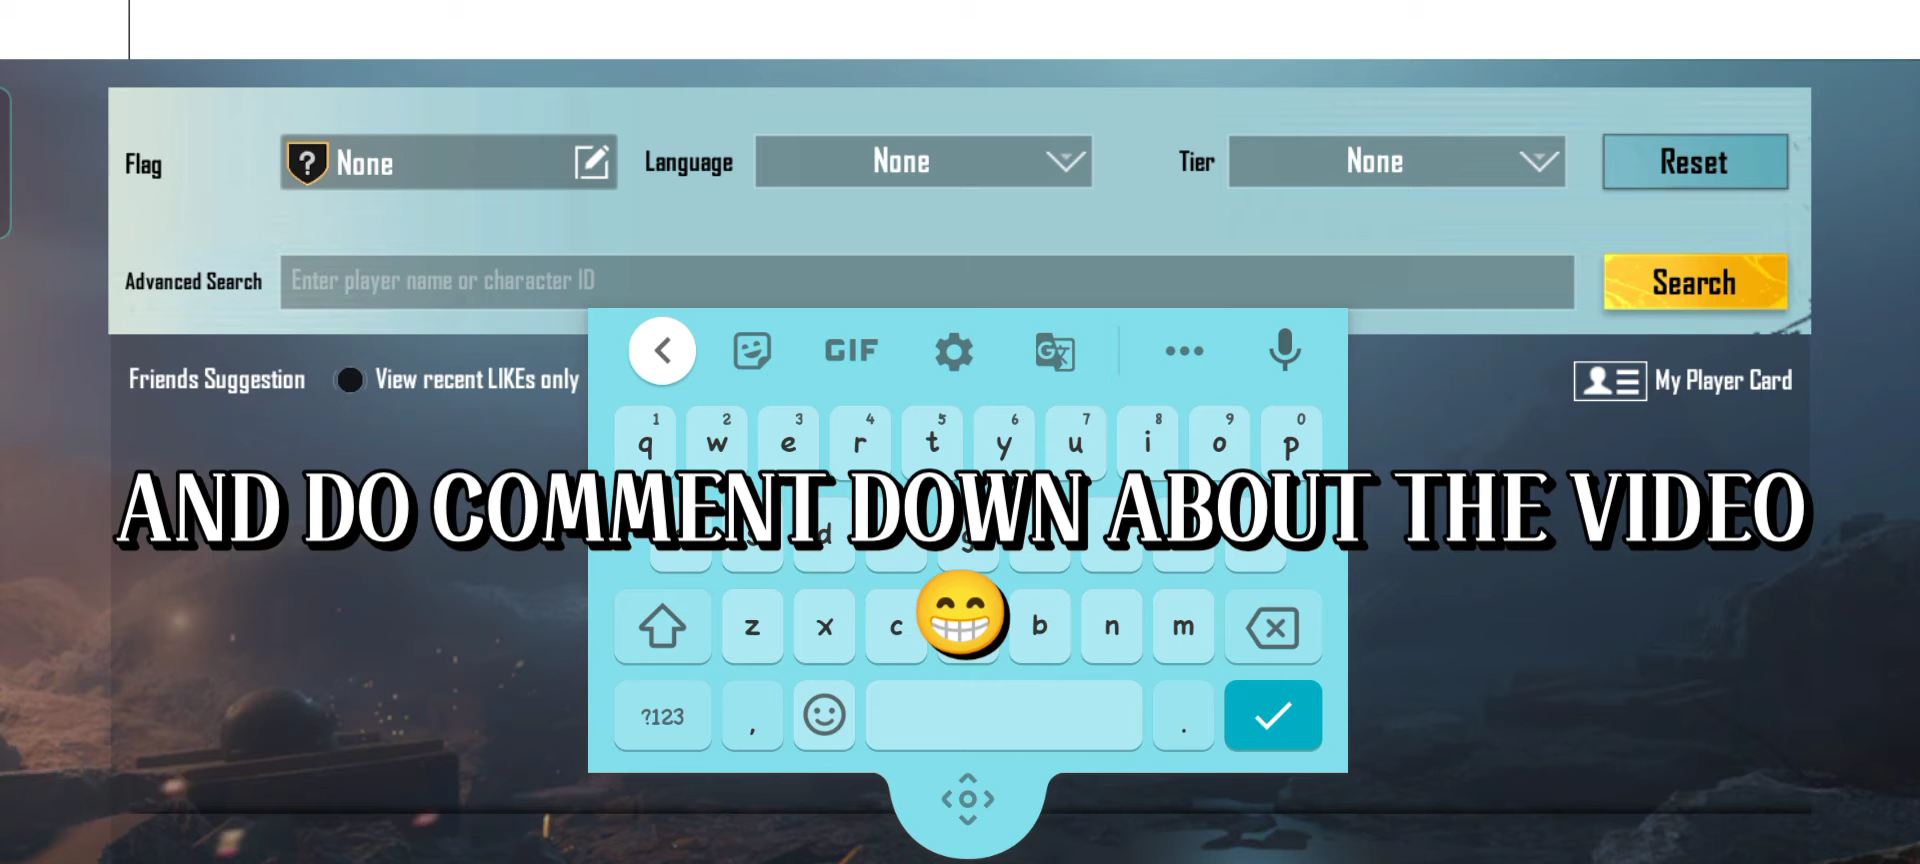 Flag ? None Language None Tier None Reset
Advanced Search Enter player name or character ID Search
GIF G
Friends Suggestion View recent LIKEs only My Player Card
1 2 3 4 5 6 7 8 9 0
q w e r t y u i o p
AND DO COMMENT DOWN ABOUT THE VIDEO
d g
z x c b n m
?123 , .